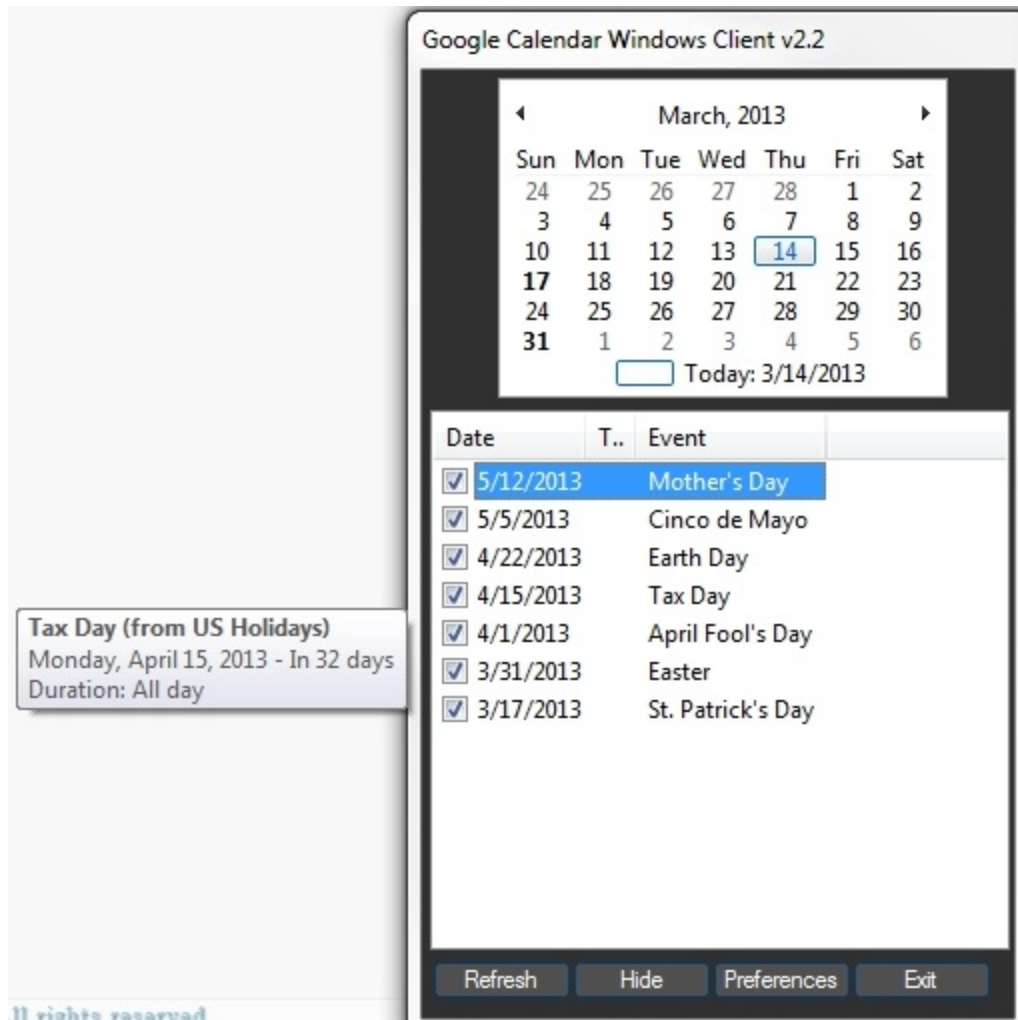 Google Calendar Windows Client v2.2
March, 2013
Sun Mon Tue Wed Thu Fri Sat
24 25 26 27 28 1 2
3 4 5 6 7 8 9
10 11 12 13 14 15 16
17 18 19 20 21 22 23
24 25 26 27 28 29 30
31 1 2 3 4 5 6
Today: 3/14/2013
Date T.. Event
5/12/2013 Mother's Day
5/5/2013 Cinco de Mayo
4/22/2013 Earth Day
4/15/2013 Tax Day
4/1/2013 April Fool's Day
3/31/2013 Easter
3/17/2013 St. Patrick's Day
Tax Day (from US Holidays)
Monday, April 15, 2013 - In 32 days
Duration: All day
Refresh Hide Preferences Exit
ll rights reserved